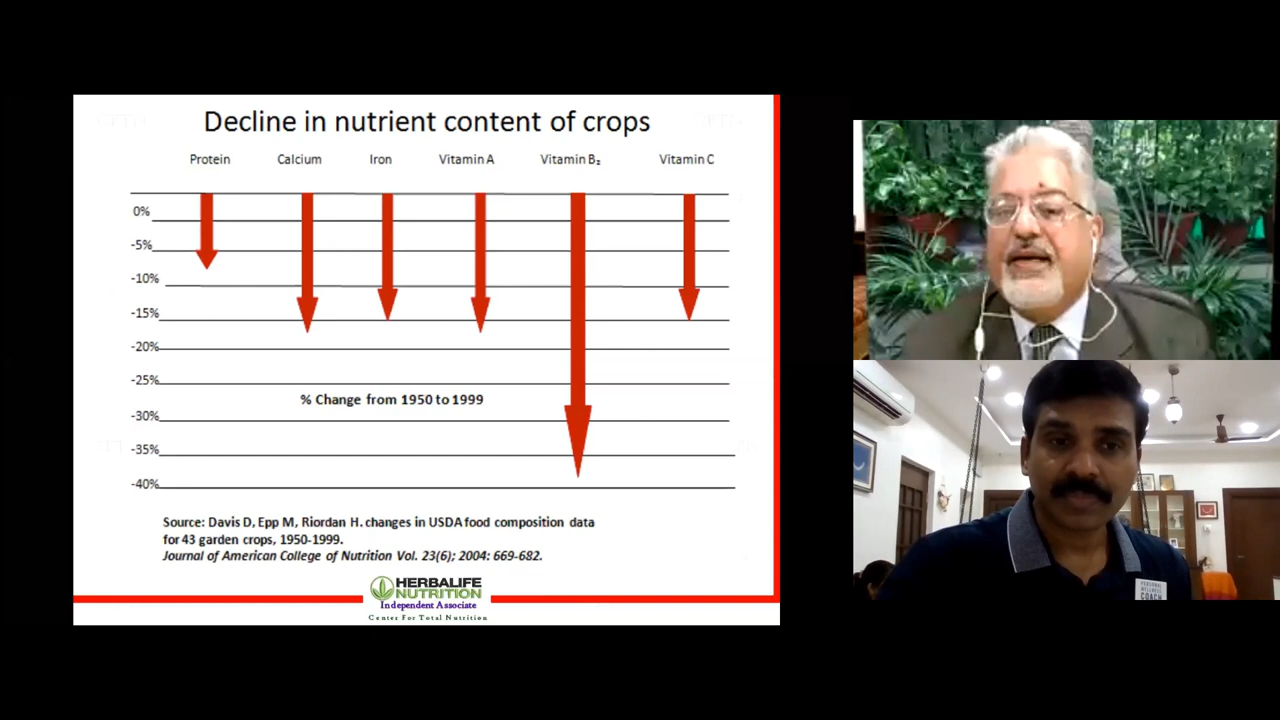 Decline in nutrient content of crops
Protein Calcium Iron Vitamin A Vitamin B₂ Vitamin C
0%
-5%
-10%
-15%
-20%
-25%
% Change from 1950 to 1999
-30%
-35%
-40%
Source: Davis D, Epp M, Riordan H. changes in USDA food composition data
for 43 garden crops, 1950-1999.
Journal of American College of Nutrition Vol. 23(6); 2004: 669-682.
HERBALIFE
NUTRITION
Independent Associate
Center For Total Nutrition
PERSONAL
WELLNESS
COACH